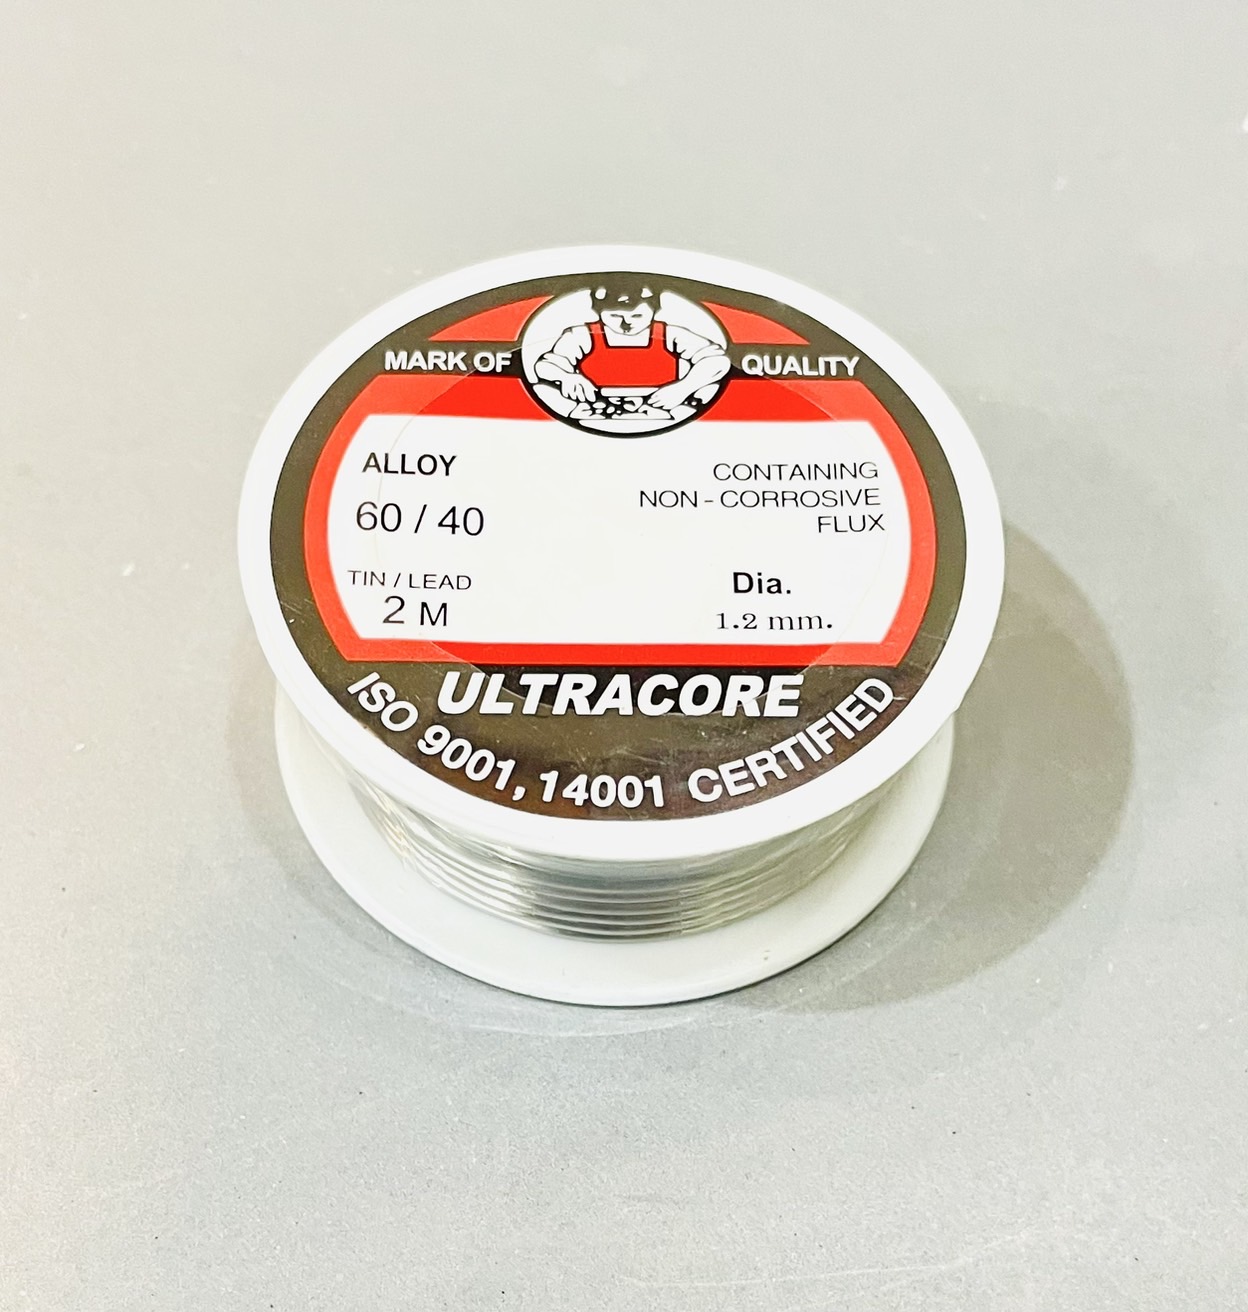 MARK OF QUALITY
ALLOY
60 / 40
TIN / LEAD
2 M
CONTAINING
NON - CORROSIVE
FLUX
Dia.
1.2 mm.
ULTRACORE
ISO 9001, 14001 CERTIFIED